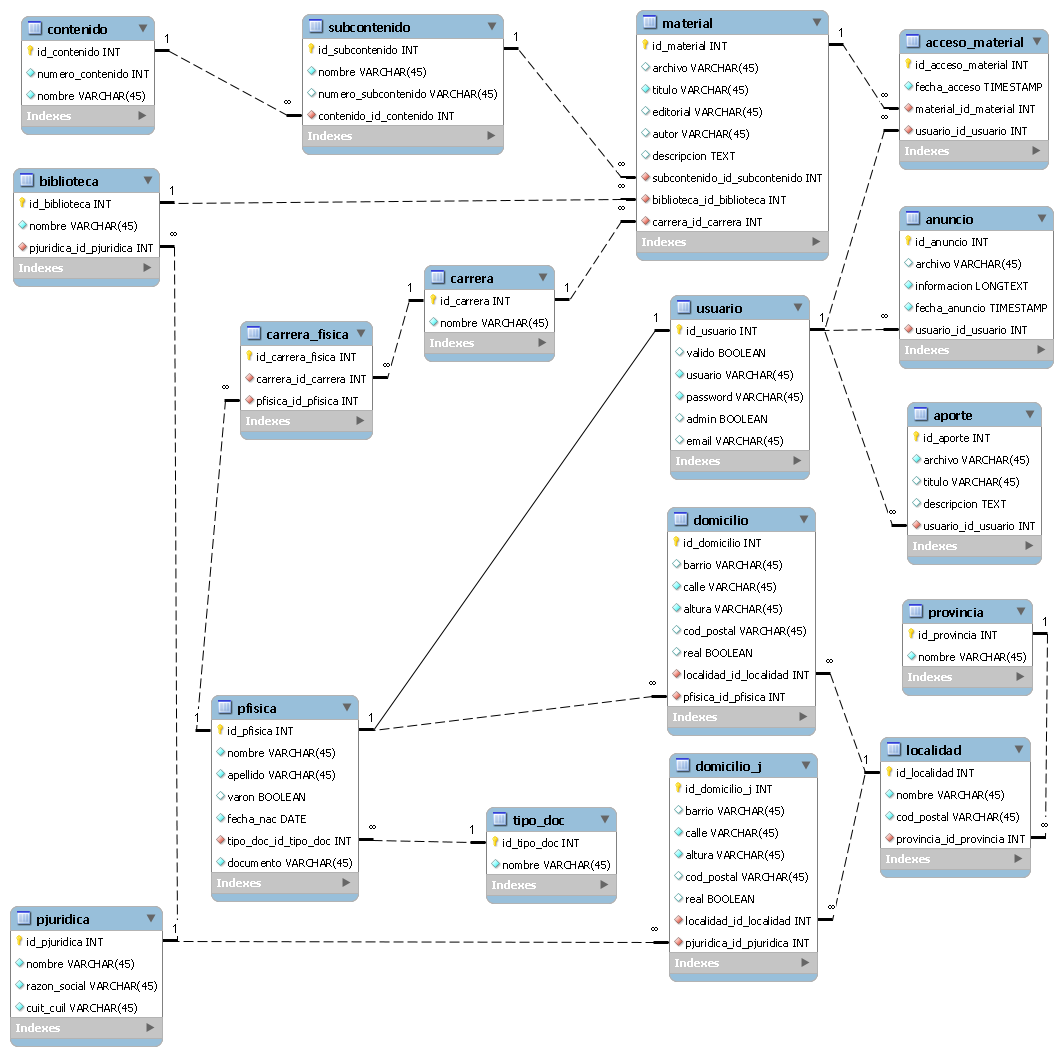 contenido
id_contenido INT
numero_contenido INT
nombre VARCHAR(45)
Indexes
1
∞
subcontenido
id_subcontenido INT
nombre VARCHAR(45)
numero_subcontenido VARCHAR(45)
contenido_id_contenido INT
Indexes
1
∞
material
id_material INT
archivo VARCHAR(45)
titulo VARCHAR(45)
editorial VARCHAR(45)
autor VARCHAR(45)
descripcion TEXT
subcontenido_id_subcontenido INT
biblioteca_id_biblioteca INT
carrera_id_carrera INT
Indexes
1
∞
∞
∞
acceso_material
id_acceso_material INT
fecha_acceso TIMESTAMP
material_id_material INT
usuario_id_usuario INT
Indexes
∞
biblioteca
id_biblioteca INT
nombre VARCHAR(45)
pjuridica_id_pjuridica INT
Indexes
1
∞
anuncio
id_anuncio INT
archivo VARCHAR(45)
informacion LONGTEXT
fecha_anuncio TIMESTAMP
usuario_id_usuario INT
Indexes
∞
carrera
id_carrera INT
nombre VARCHAR(45)
Indexes
1
1
carrera_fisica
id_carrera_fisica INT
carrera_id_carrera INT
pfisica_id_pfisica INT
Indexes
∞
∞
usuario
id_usuario INT
valido BOOLEAN
usuario VARCHAR(45)
password VARCHAR(45)
admin BOOLEAN
email VARCHAR(45)
Indexes
1
1
aporte
id_aporte INT
archivo VARCHAR(45)
titulo VARCHAR(45)
descripcion TEXT
usuario_id_usuario INT
Indexes
∞
domicilio
id_domicilio INT
barrio VARCHAR(45)
calle VARCHAR(45)
altura VARCHAR(45)
cod_postal VARCHAR(45)
real BOOLEAN
localidad_id_localidad INT
pfisica_id_pfisica INT
Indexes
∞
∞
provincia
id_provincia INT
nombre VARCHAR(45)
Indexes
1
pfisica
id_pfisica INT
nombre VARCHAR(45)
apellido VARCHAR(45)
varon BOOLEAN
fecha_nac DATE
tipo_doc_id_tipo_doc INT
documento VARCHAR(45)
Indexes
1
1
∞
tipo_doc
id_tipo_doc INT
nombre VARCHAR(45)
Indexes
1
domicilio_j
id_domicilio_j INT
barrio VARCHAR(45)
calle VARCHAR(45)
altura VARCHAR(45)
cod_postal VARCHAR(45)
real BOOLEAN
localidad_id_localidad INT
pjuridica_id_pjuridica INT
Indexes
∞
∞
localidad
id_localidad INT
nombre VARCHAR(45)
cod_postal VARCHAR(45)
provincia_id_provincia INT
Indexes
1
∞
pjuridica
id_pjuridica INT
nombre VARCHAR(45)
razon_social VARCHAR(45)
cuit_cuil VARCHAR(45)
Indexes
1